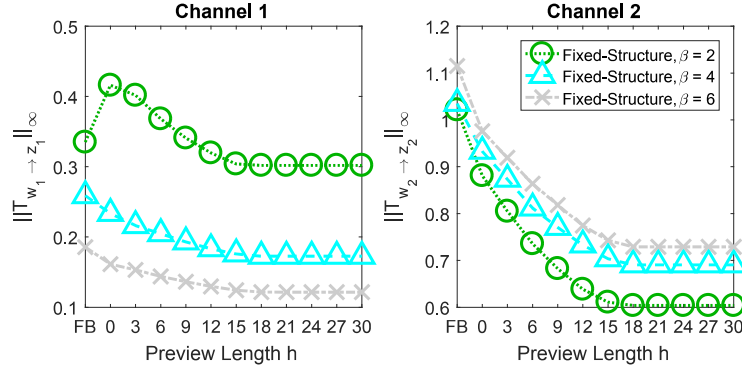 Channel 1
0.5
0.4
0.3
0.2
0.1
||T_{w_1 → z_1}||_∞
FB 0 3 6 9 12 15 18 21 24 27 30
Preview Length h
Channel 2
1.2
1.1
1
0.9
0.8
0.7
0.6
||T_{w_2 → z_2}||_∞
Fixed-Structure, β = 2
Fixed-Structure, β = 4
Fixed-Structure, β = 6
FB 0 3 6 9 12 15 18 21 24 27 30
Preview Length h